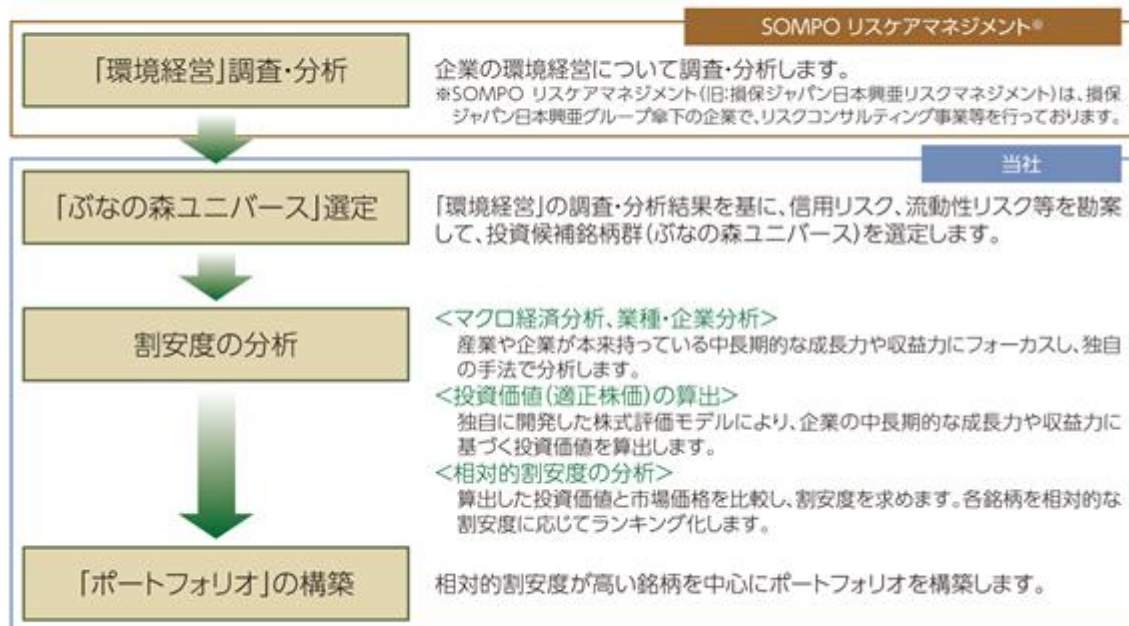 SOMPO リスケアマネジメント※
「環境経営」調査・分析
企業の環境経営について調査・分析します。
※SOMPO リスケアマネジメント(旧:損保ジャパン日本興亜リスクマネジメント)は、損保
ジャパン日本興亜グループ傘下の企業で、リスクコンサルティング事業等を行っております。
当社
「ぶなの森ユニバース」選定
「環境経営」の調査・分析結果を基に、信用リスク、流動性リスク等を勘案
して、投資候補銘柄群(ぶなの森ユニバース)を選定します。
割安度の分析
<マクロ経済分析、業種・企業分析>
産業や企業が本来持っている中長期的な成長力や収益力にフォーカスし、独自
の手法で分析します。
<投資価値(適正株価)の算出>
独自に開発した株式評価モデルにより、企業の中長期的な成長力や収益力に
基づく投資価値を算出します。
<相対的割安度の分析>
算出した投資価値と市場価格を比較し、割安度を求めます。各銘柄を相対的な
割安度に応じてランキング化します。
「ポートフォリオ」の構築
相対的割安度が高い銘柄を中心にポートフォリオを構築します。